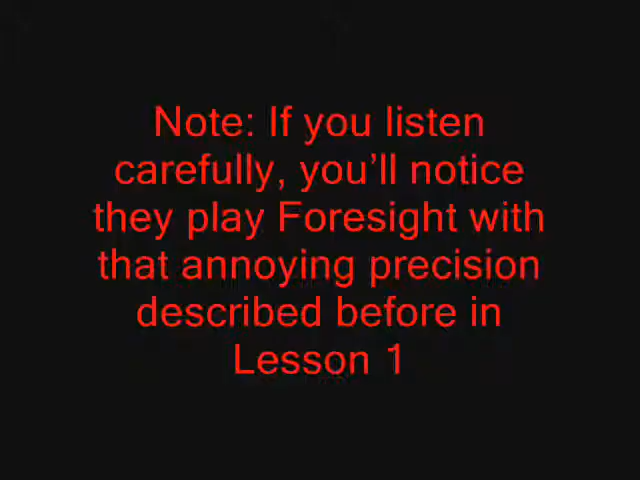 Note: If you listen
carefully, you’ll notice
they play Foresight with
that annoying precision
described before in
Lesson 1